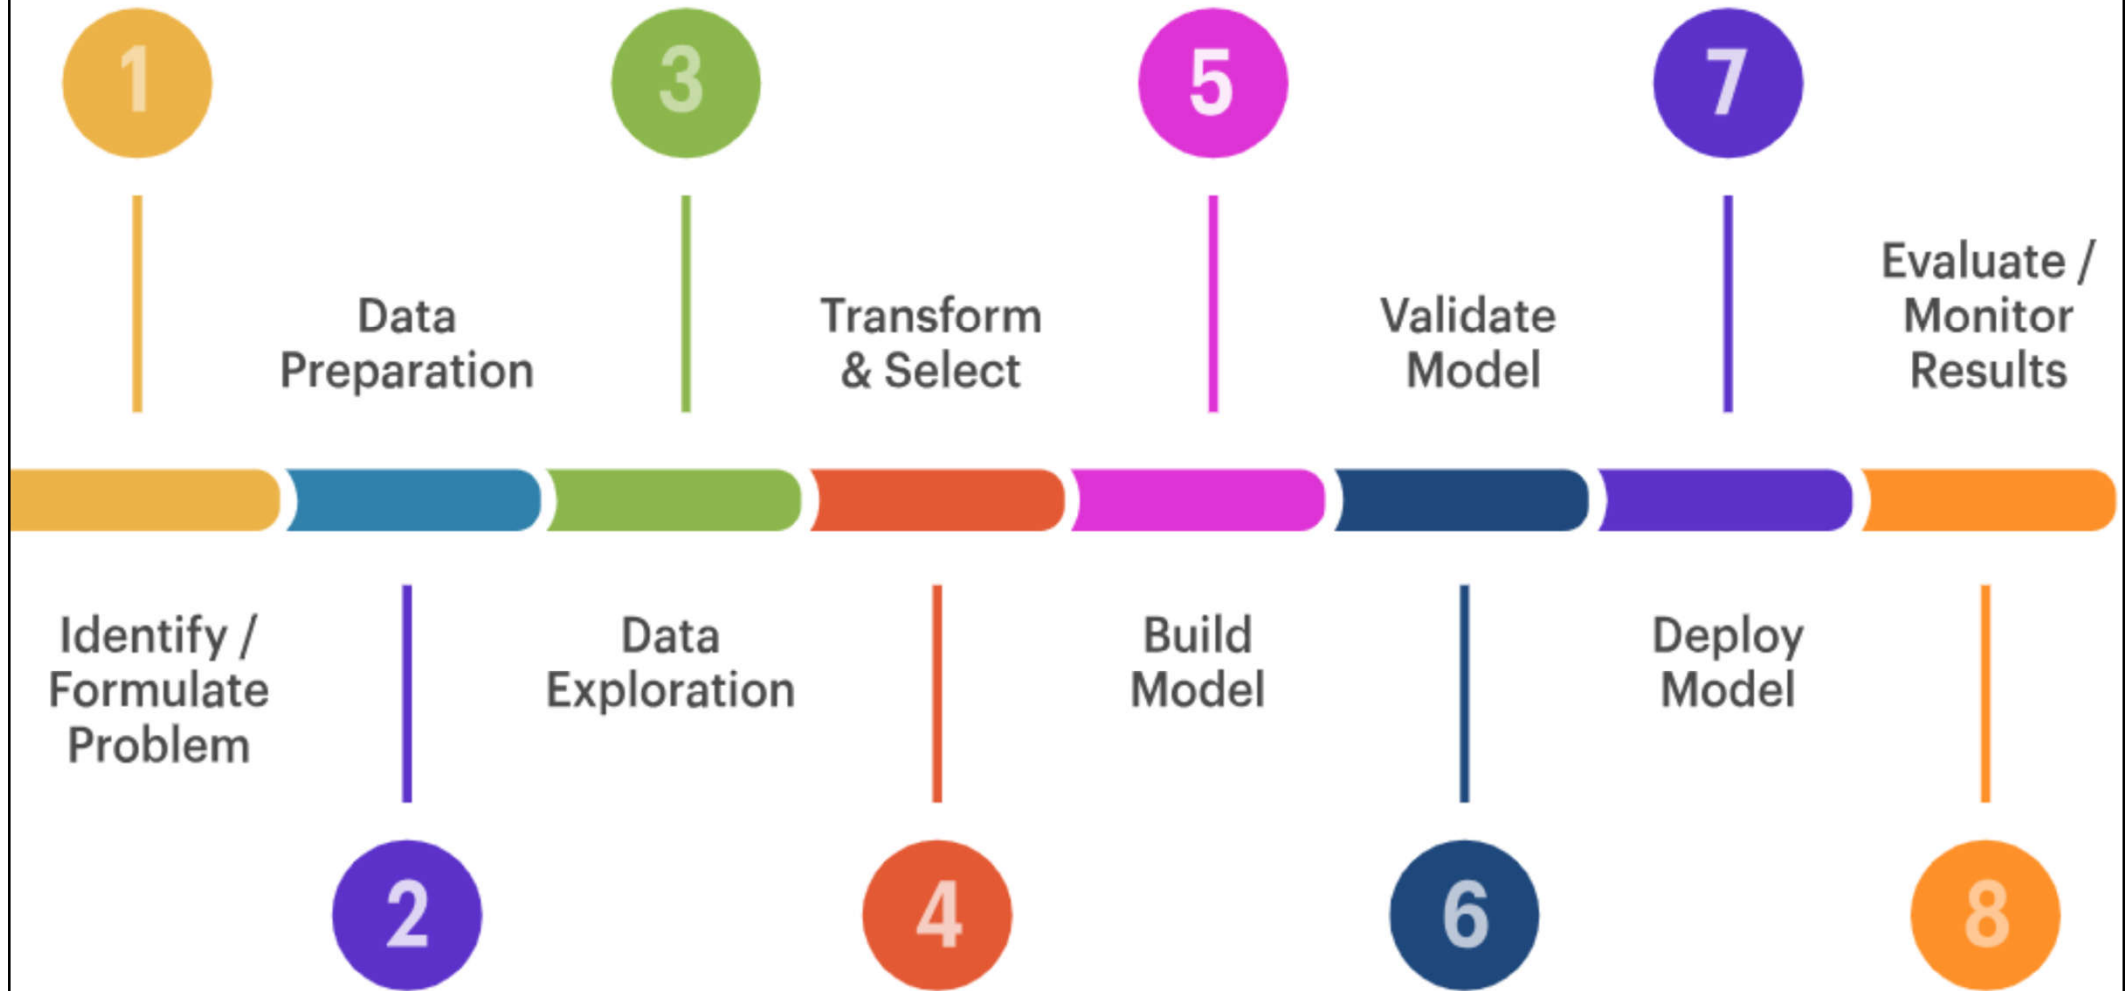 1
3
5
7
Data
Preparation
Transform
& Select
Validate
Model
Evaluate /
Monitor
Results
Identify /
Formulate
Problem
Data
Exploration
Build
Model
Deploy
Model
2
4
6
8